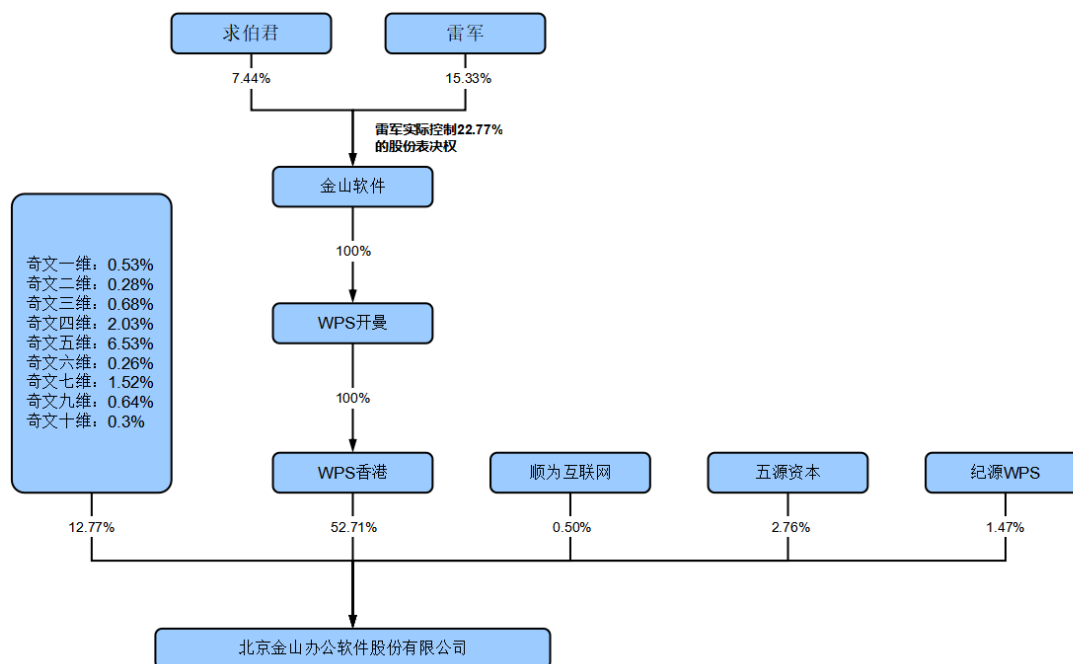 求伯君
雷军
7.44%
15.33%
雷军实际控制22.77%
的股份表决权
金山软件
100%
WPS开曼
100%
奇文一维：0.53%
奇文二维：0.28%
奇文三维：0.68%
奇文四维：2.03%
奇文五维：6.53%
奇文六维：0.26%
奇文七维：1.52%
奇文九维：0.64%
奇文十维：0.3%
WPS香港
顺为互联网
五源资本
纪源WPS
12.77%
52.71%
0.50%
2.76%
1.47%
北京金山办公软件股份有限公司